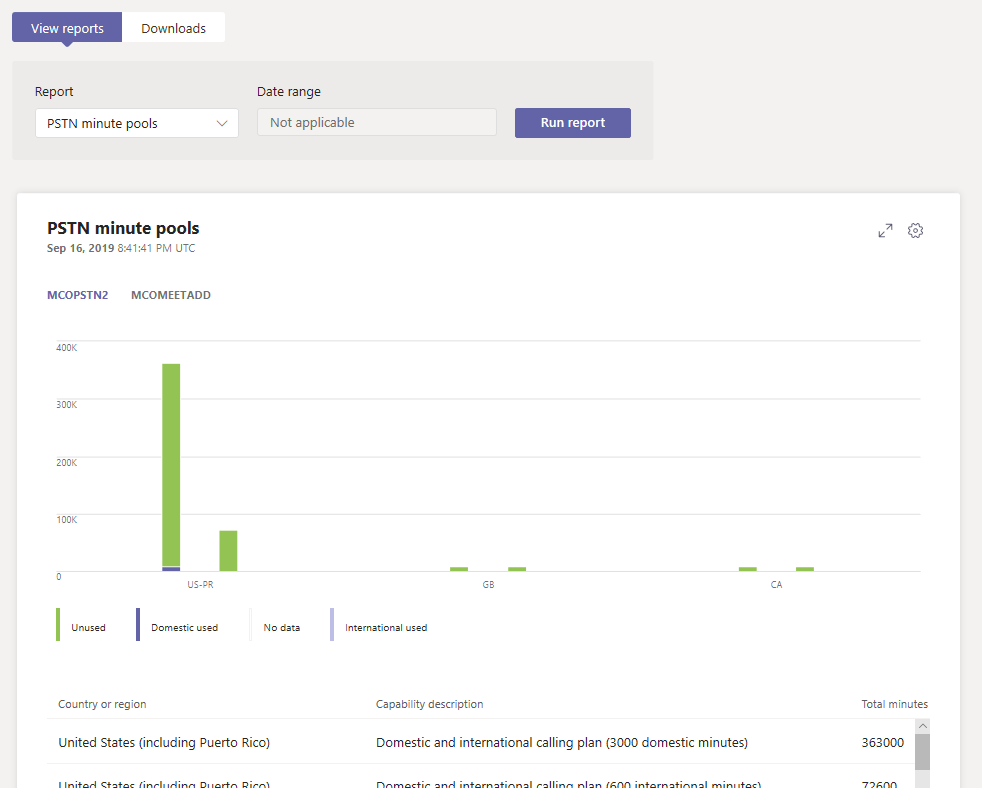 View reports Downloads
Report Date range
PSTN minute pools Not applicable Run report
PSTN minute pools
Sep 16, 2019 8:41:41 PM UTC
MCOPSTN2 MCOMEETADD
400K
300K
200K
100K
0
US-PR GB CA
Unused Domestic used No data International used
Country or region Capability description Total minutes
United States (including Puerto Rico) Domestic and international calling plan (3000 domestic minutes) 363000
United States (including Puerto Rico) Domestic and international calling plan (600 international minutes) 72600